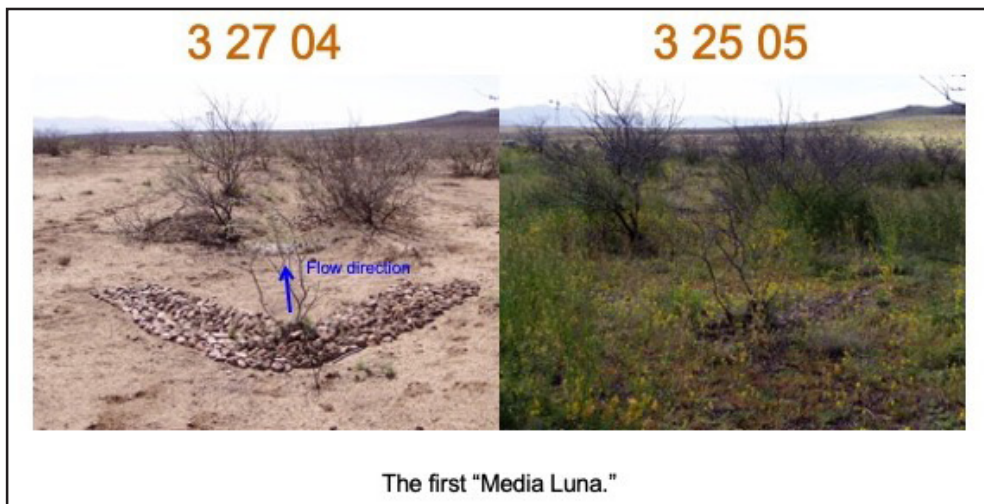 3 27 04
3 25 05
Flow direction
The first “Media Luna.”